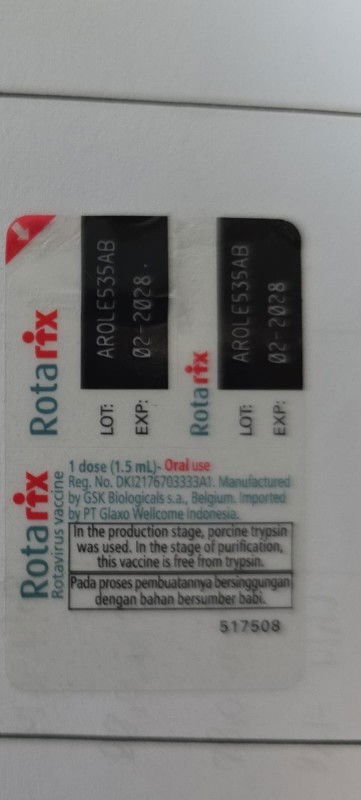 Rotarix
LOT: AROLE535AB
EXP: 02-2028
Rotarix
LOT: AROLE535AB
EXP: 02-2028
Rotarix
Rotavirus vaccine
1 dose (1.5 mL)- Oral use
Reg. No. DKI2176703333A1. Manufactured
by GSK Biologicals s.a., Belgium. Imported
by PT Glaxo Wellcome Indonesia.
In the production stage, porcine trypsin
was used. In the stage of purification,
this vaccine is free from trypsin.
Pada proses pembuatannya bersinggungan
dengan bahan bersumber babi.
517508